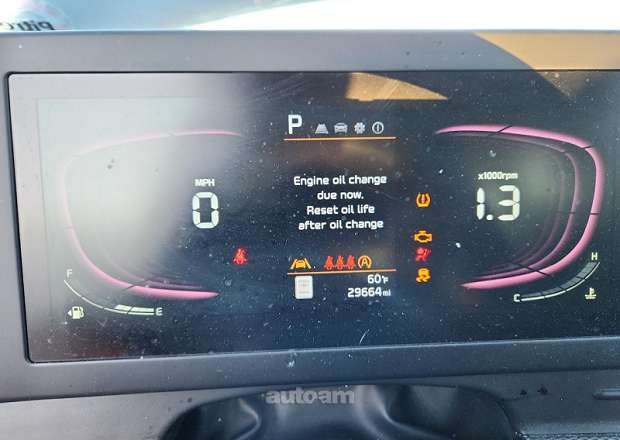 pitro
P
Engine oil change
due now.
Reset oil life
after oil change
MPH
0
x1000rpm
1.3
F
E
H
C
A
60°F
29664mi
autoam